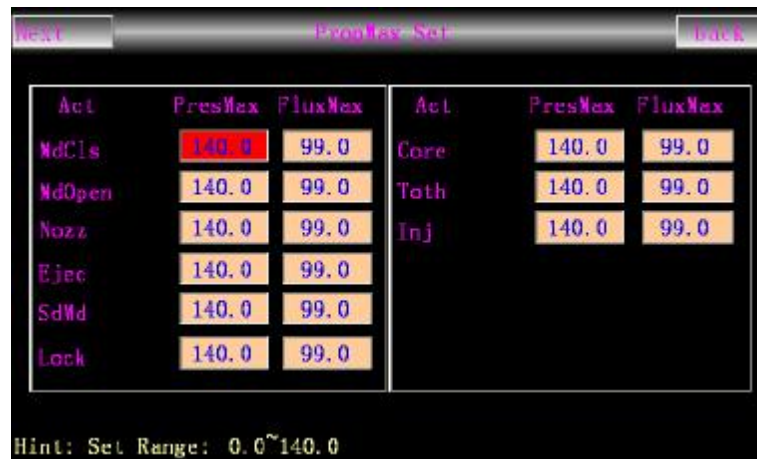 Next PropMax Set back
Act PresMax FluxMax Act PresMax FluxMax
MdCls 140.0 99.0 Core 140.0 99.0
MdOpen 140.0 99.0 Toth 140.0 99.0
Nozz 140.0 99.0 Inj 140.0 99.0
Ejec 140.0 99.0
SdMd 140.0 99.0
Lock 140.0 99.0
Hint: Set Range: 0.0~140.0